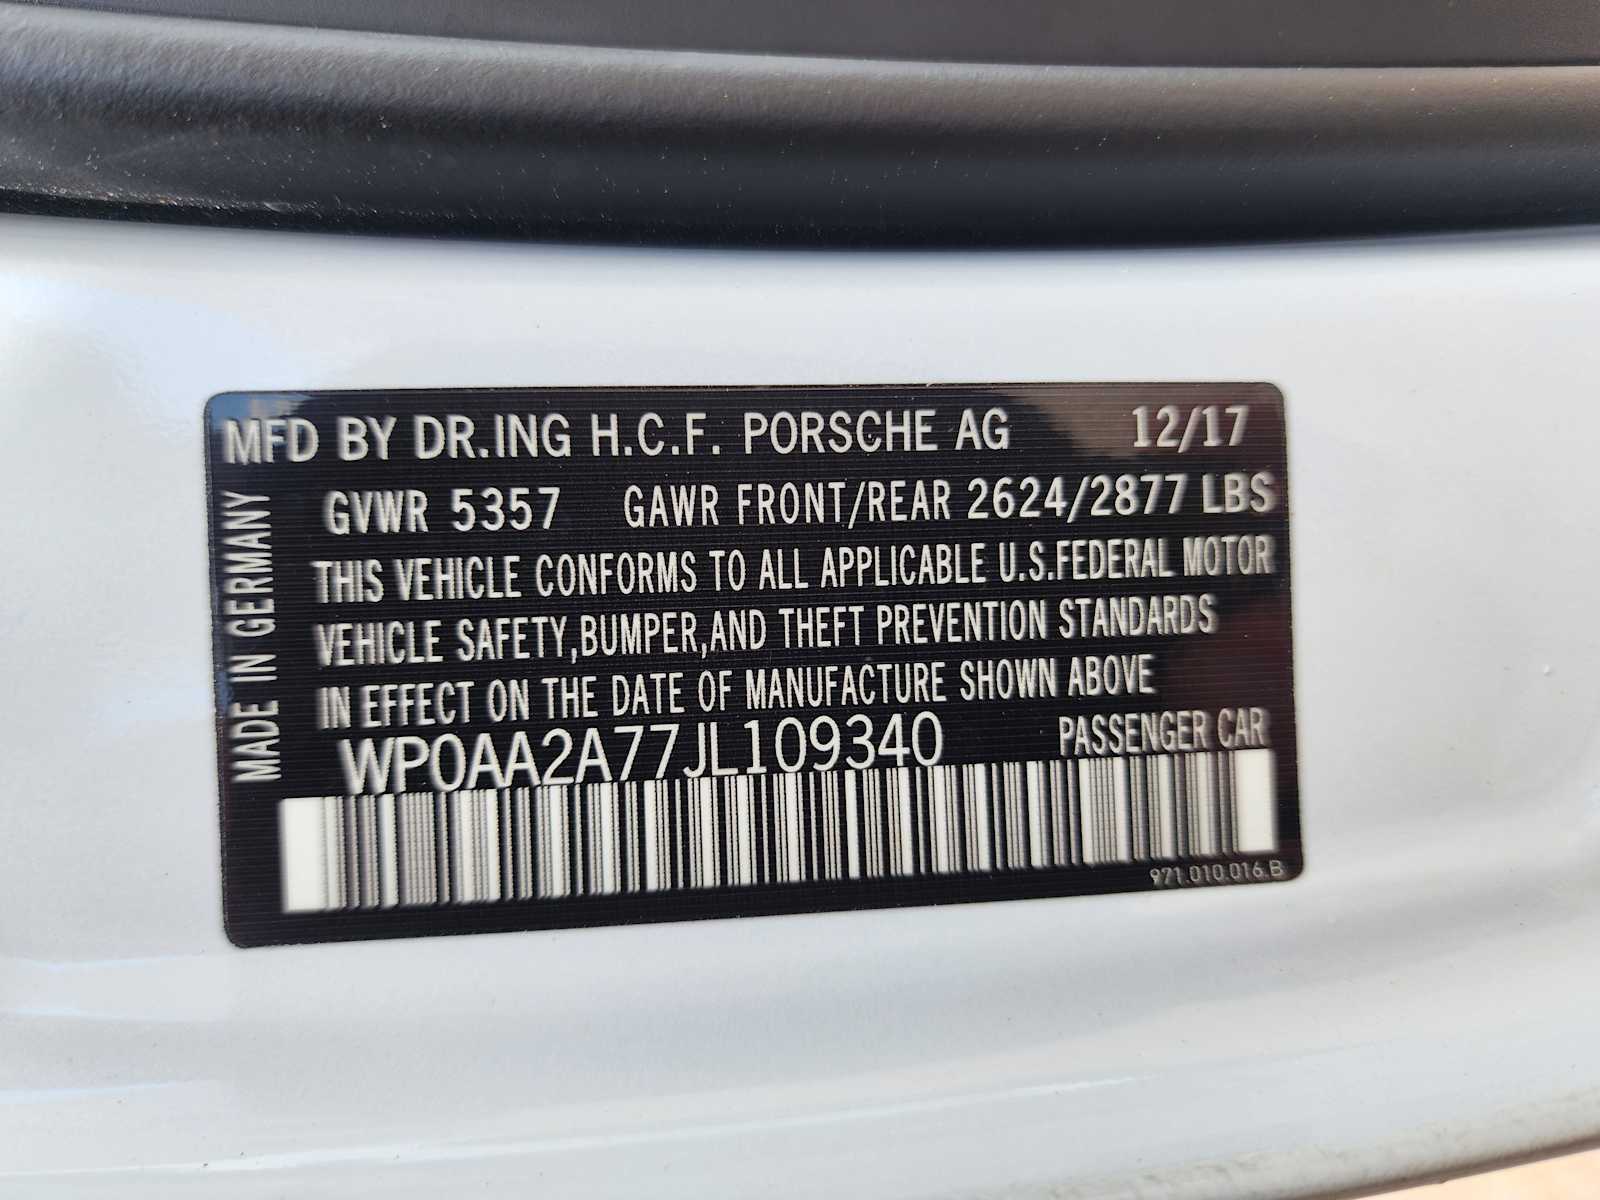 MFD BY DR.ING H.C.F. PORSCHE AG 12/17
GVWR 5357 GAWR FRONT/REAR 2624/2877 LBS
THIS VEHICLE CONFORMS TO ALL APPLICABLE U.S.FEDERAL MOTOR
VEHICLE SAFETY,BUMPER,AND THEFT PREVENTION STANDARDS
IN EFFECT ON THE DATE OF MANUFACTURE SHOWN ABOVE
WP0AA2A77JL109340 PASSENGER CAR
MADE IN GERMANY
971.010.016.B